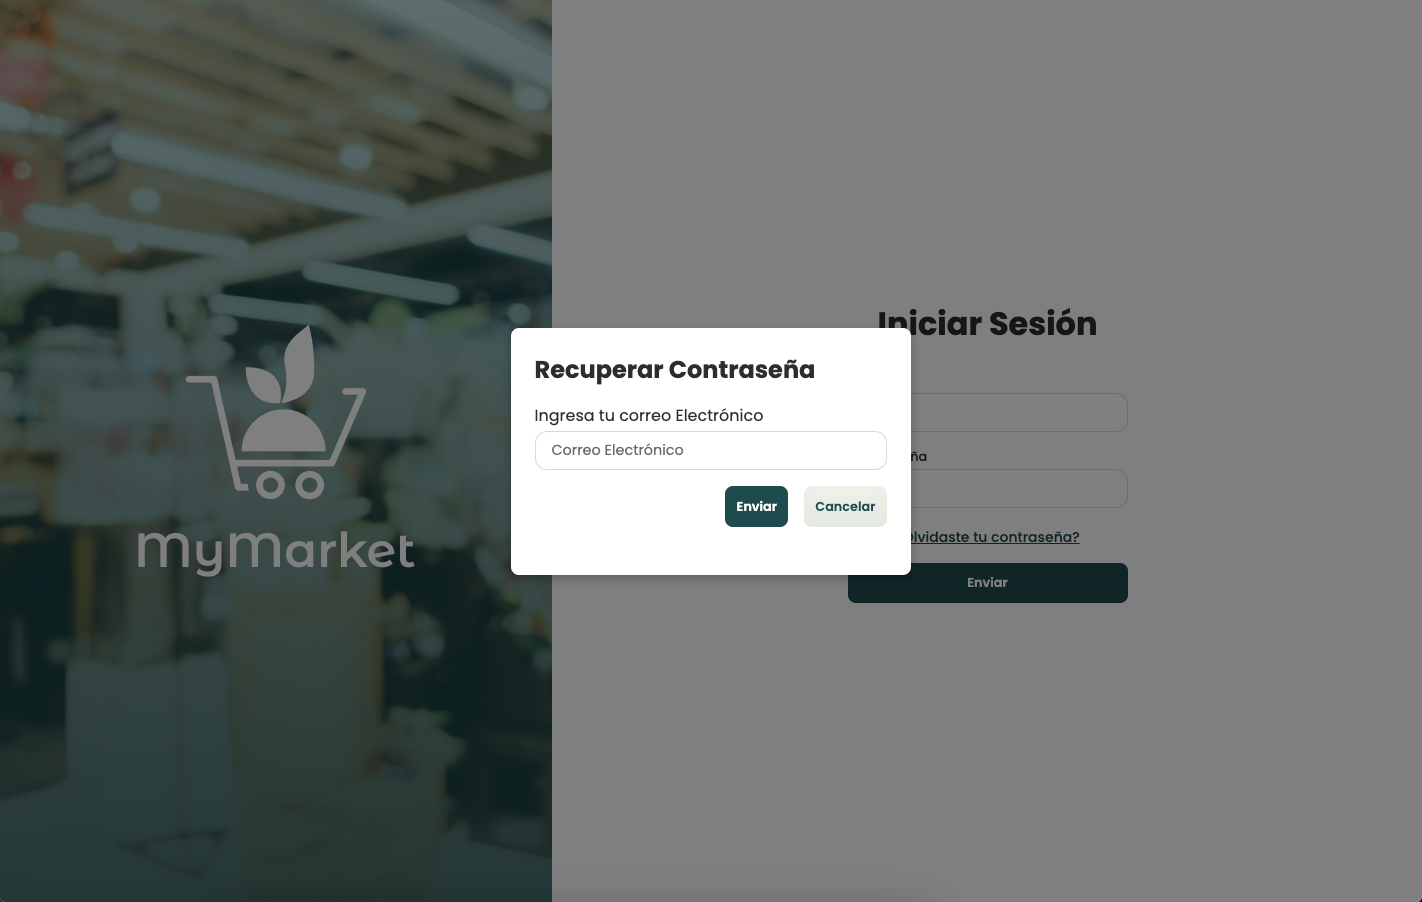 MyMarket
Iniciar Sesión
Recuperar Contraseña
Ingresa tu correo Electrónico
Correo Electrónico
Enviar
Cancelar
ña
lvidaste tu contraseña?
Enviar